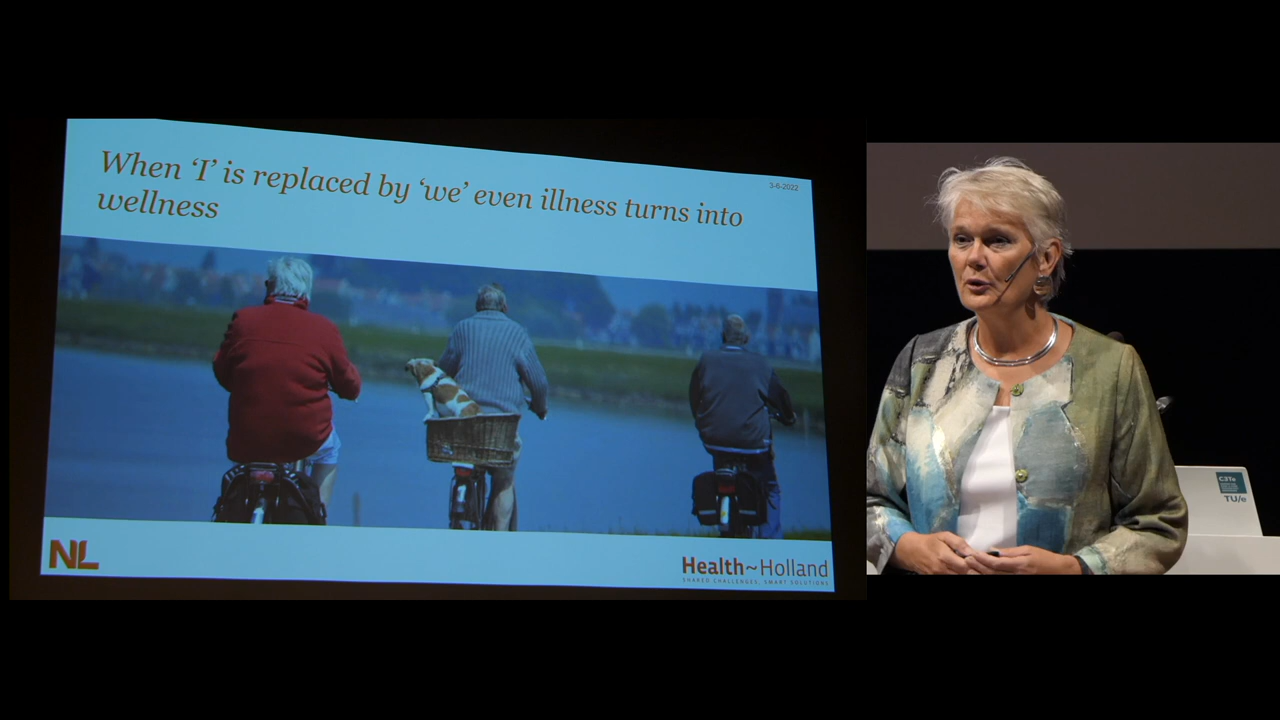 When ‘I’ is replaced by ‘we’ even illness turns into
wellness
3-6-2022
NL
Health~Holland
SHARED CHALLENGES, SMART SOLUTIONS
C3Te
TU/e